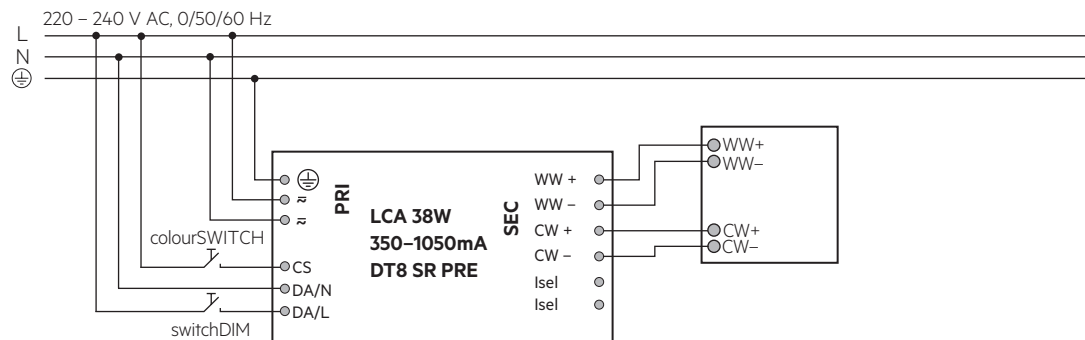 220 – 240 V AC, 0/50/60 Hz
L
N
PRI
LCA 38W
350–1050mA
DT8 SR PRE
SEC
WW +
WW –
CW +
CW –
Isel
Isel
WW+
WW–
CW+
CW–
colourSWITCH
CS
DA/N
DA/L
switchDIM